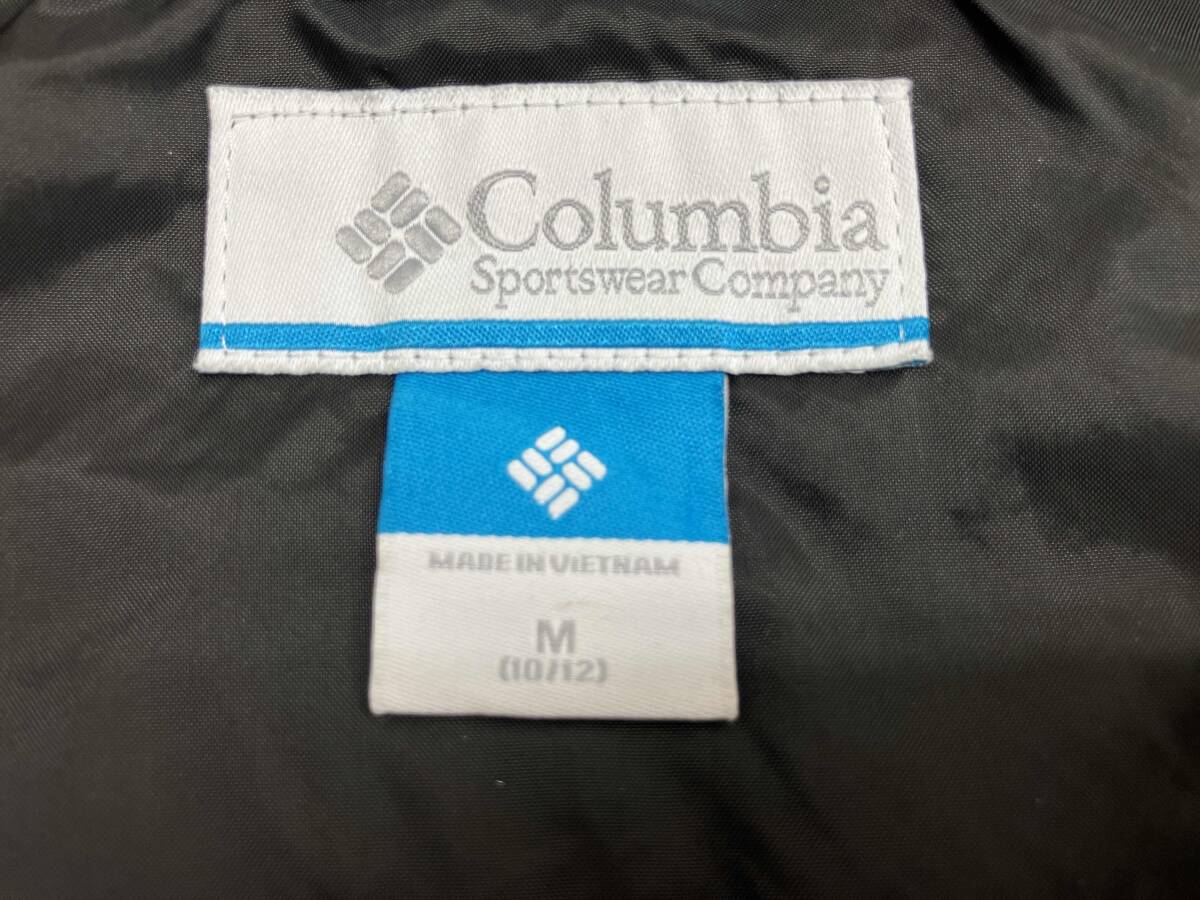 Columbia
Sportswear Company
MADE IN VIETNAM
M
(10/12)